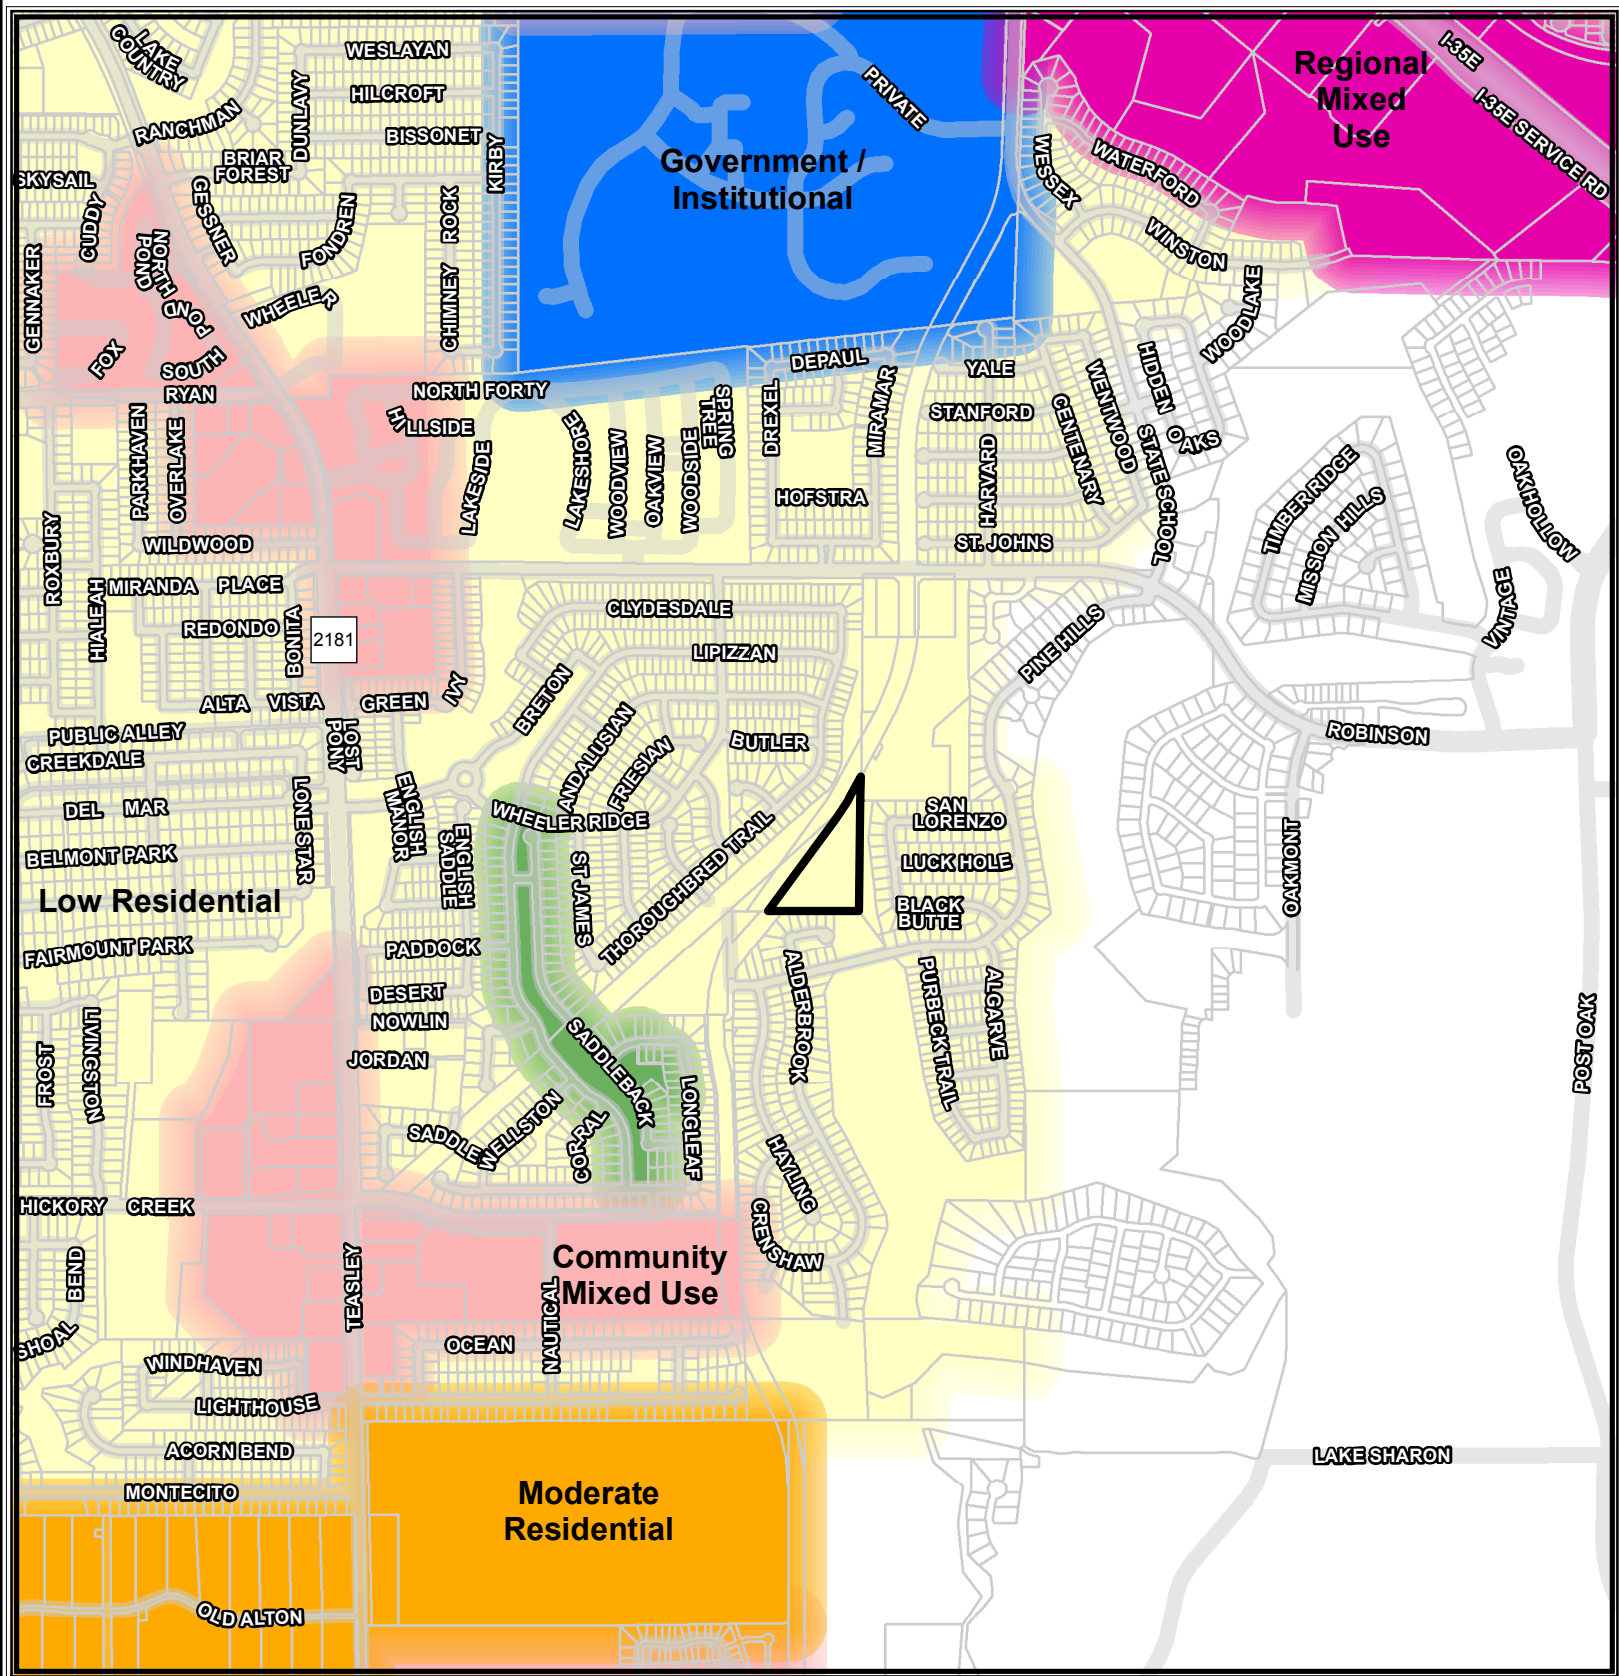 LAKE
COUNTRY
WESLAYAN
HILCROFT
BISSONET
DUNLAVY
RANCHMAN
BRIAR
FOREST
KIRBY
SKYSAIL
CUDDY
GESSNER
FONDREN
ROCK
CHIMNEY
GENNAKER
NORTH
POND
POND
SOUTH
WHEELER
FOX
RYAN
PRIVATE
Government /
Institutional
Regional
Mixed
Use
I-35E
I-35E SERVICE RD
WESSEX
WATERFORD
WINSTON
WOODLAKE
HIDDEN
OAKS
NORTH FORTY
HILLSIDE
LAKESIDE
LAKESHORE
WOODVIEW
OAKVIEW
WOODSIDE
SPRING
TREE
DREXEL
DEPAUL
MIRAMAR
HOFSTRA
YALE
STANFORD
HARVARD
CENTENARY
WENTWOOD
STATE SCHOOL
ST. JOHNS
PARKHAVEN
OVERLAKE
WILDWOOD
ROXBURY
HALEAH
MIRANDA PLACE
REDONDO
BONITA
2181
ALTA VISTA
GREEN
IVY
TIMBER RIDGE
MISSION HILLS
OAK HOLLOW
VINTAGE
CLYDESDALE
LIPIZZAN
PINE HILLS
BRETON
ANDALUSIAN
FRIESIAN
BUTLER
ROBINSON
PUBLIC ALLEY
CREEKDALE
LOST
PONY
DEL MAR
LONESTAR
ENGLISH
MANOR
ENGLISH
SADDLE
WHEELER RIDGE
ST JAMES
THOROUGHBRED TRAIL
SAN
LORENZO
LUCK HOLE
BLACK
BUTTE
OAKMONT
BELMONT PARK
Low Residential
FAIRMOUNT PARK
PADDOCK
DESERT
NOWLIN
JORDAN
LIVINGSTON
FROST
ALDERBROOK
PURBECK TRAIL
ALGARVE
POST OAK
SADDLEBACK
LONGLEAF
SADDLE
WELLSTON
CORRAL
HAYLING
CRENSHAW
HICKORY CREEK
BEND
SHOAL
TEASLEY
Community
Mixed Use
NAUTICAL
OCEAN
WINDHAVEN
LIGHTHOUSE
ACORN BEND
MONTECITO
LAKE SHARON
Moderate
Residential
OLD ALTON